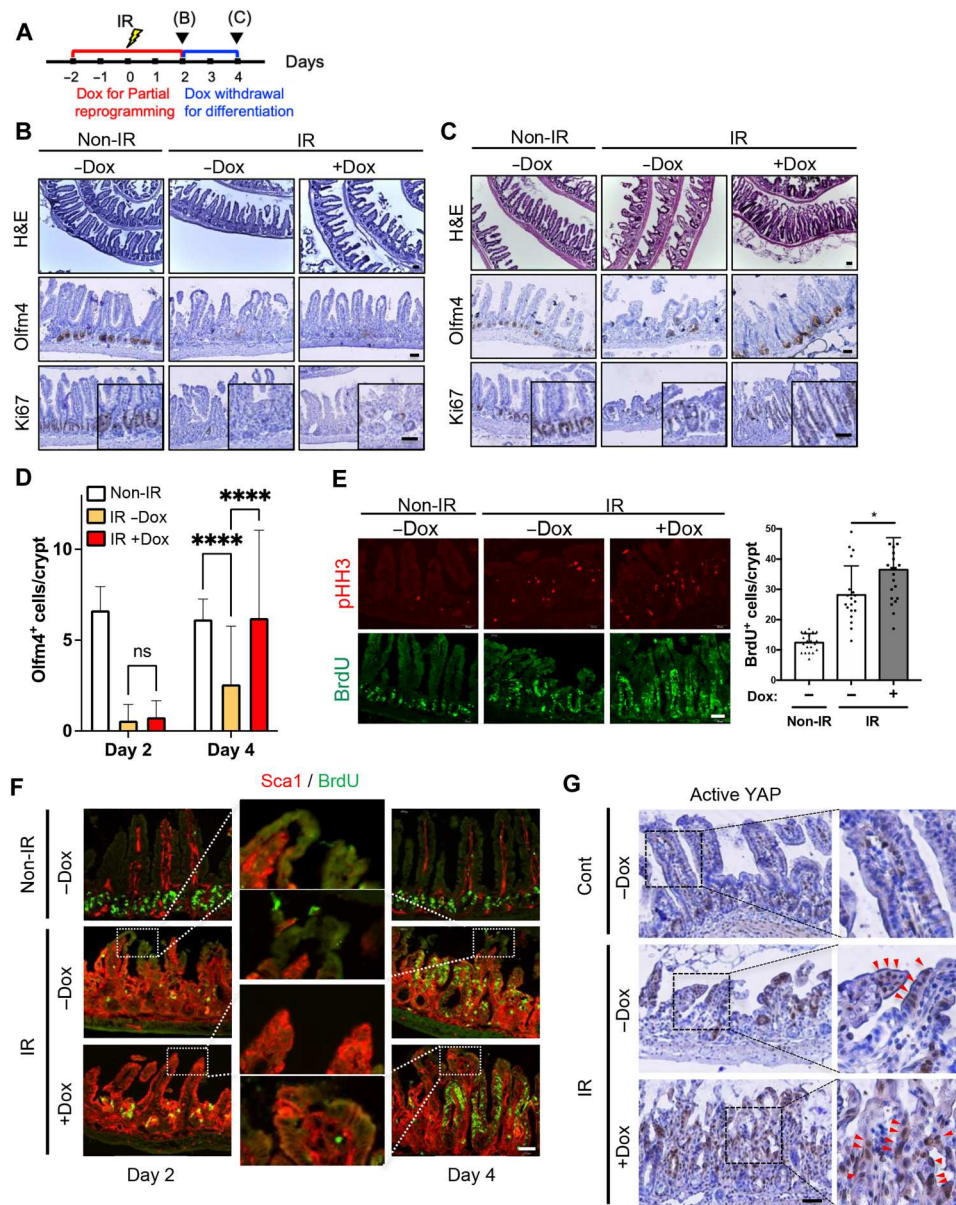 A
IR
(B)
(C)
–2 –1 0 1 2 3 4
Days
Dox for Partial
reprogramming
Dox withdrawal
for differentiation
B
Non-IR
IR
–Dox
–Dox
+Dox
H&E
Olfm4
Ki67
C
Non-IR
IR
–Dox
–Dox
+Dox
H&E
Olfm4
Ki67
D
Non-IR
IR –Dox
IR +Dox
Olfm4+ cells/crypt
10
5
0
ns
****
****
Day 2
Day 4
E
Non-IR
IR
–Dox
–Dox
+Dox
pHH3
BrdU
BrdU+ cells/crypt
50
40
30
20
10
0
*
Dox: – – +
Non-IR
IR
F
Sca1 / BrdU
Non-IR
–Dox
IR
–Dox
+Dox
Day 2
Day 4
G
Active YAP
Cont
–Dox
IR
–Dox
+Dox